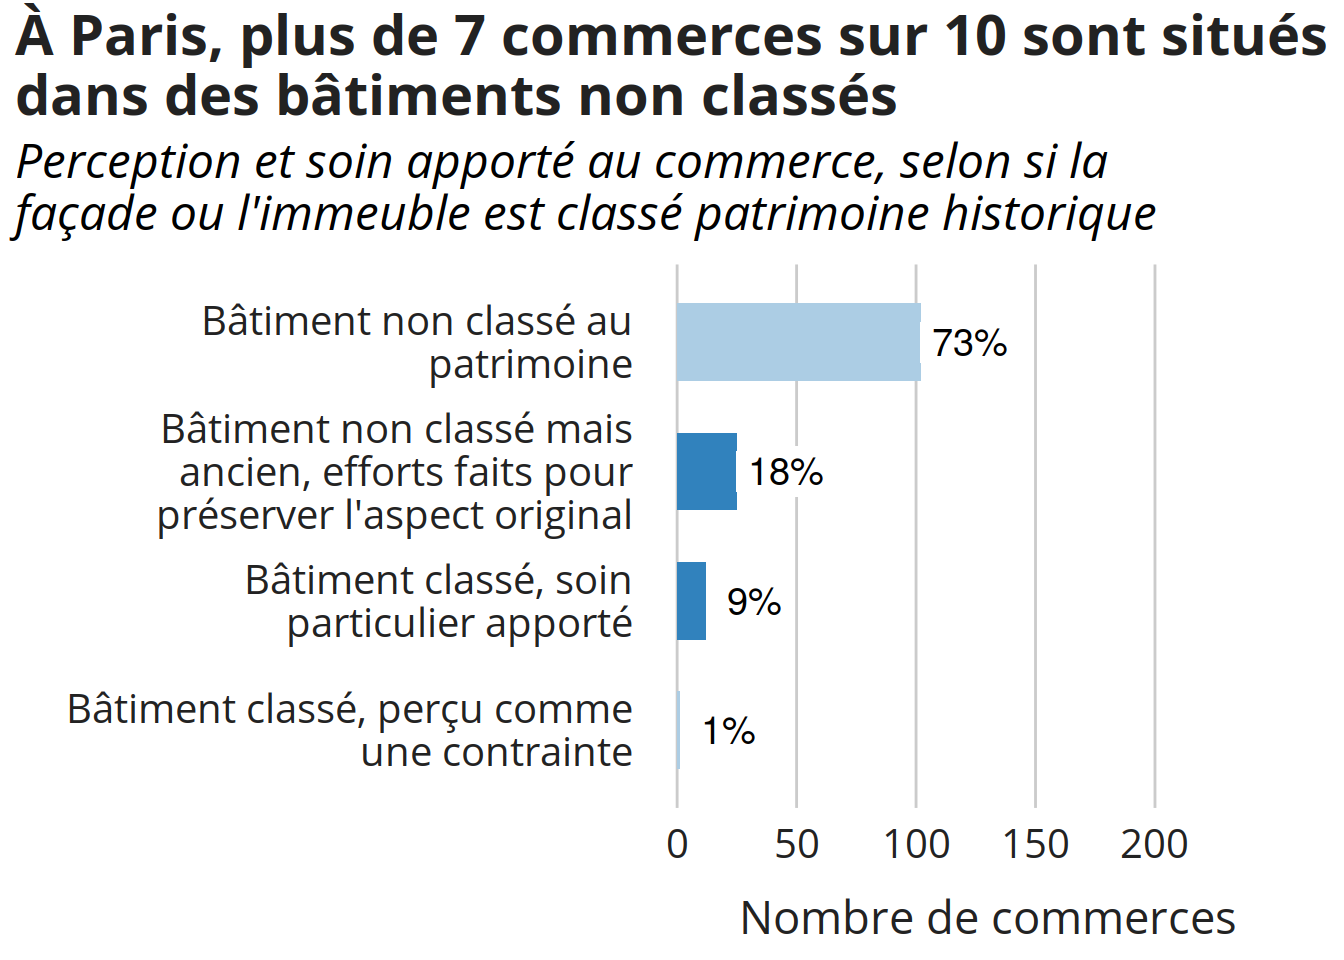 À Paris, plus de 7 commerces sur 10 sont situés
dans des bâtiments non classés
Perception et soin apporté au commerce, selon si la
façade ou l'immeuble est classé patrimoine historique
Bâtiment non classé au
patrimoine
73%
Bâtiment non classé mais
ancien, efforts faits pour
préserver l'aspect original
18%
Bâtiment classé, soin
particulier apporté
9%
Bâtiment classé, perçu comme
une contrainte
1%
0 50 100 150 200
Nombre de commerces